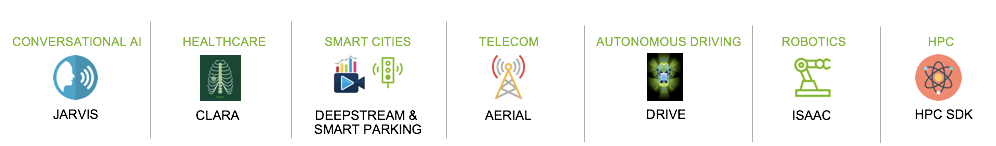 CONVERSATIONAL AI
JARVIS
HEALTHCARE
CLARA
SMART CITIES
DEEPSTREAM &
SMART PARKING
TELECOM
AERIAL
AUTONOMOUS DRIVING
DRIVE
ROBOTICS
ISAAC
HPC
HPC SDK